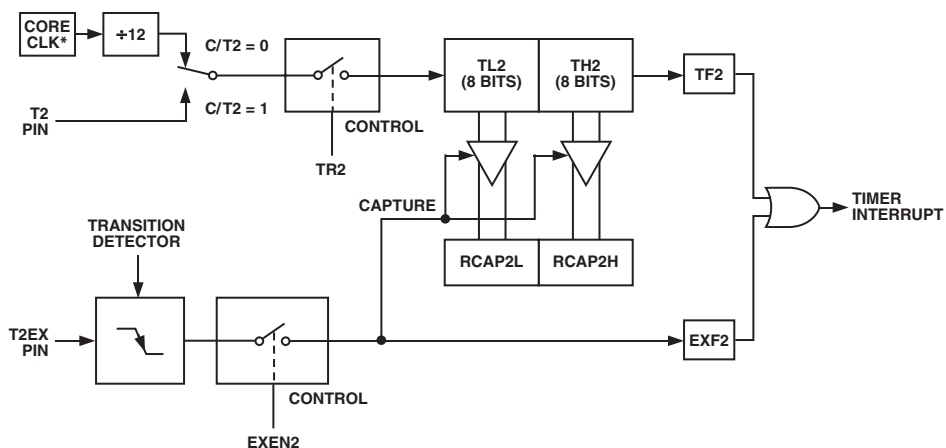 CORE
CLK*
÷12
C/T2 = 0
C/T2 = 1
T2
PIN
CONTROL
TR2
TL2
(8 BITS)
TH2
(8 BITS)
TF2
CAPTURE
RCAP2L
RCAP2H
TIMER
INTERRUPT
TRANSITION
DETECTOR
T2EX
PIN
CONTROL
EXEN2
EXF2